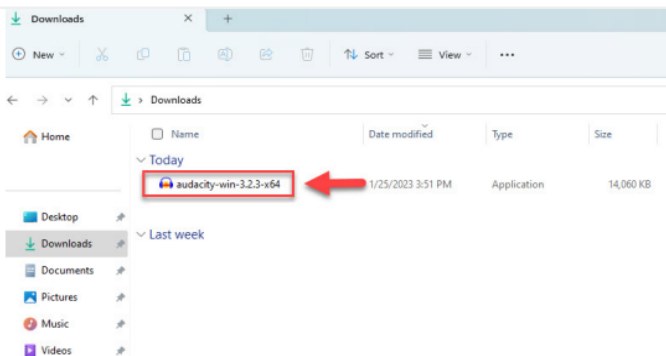 Downloads
New
Sort
View
Downloads
Home
Name
Date modified
Type
Size
Today
audacity-win-3.2.3-x64
1/25/2023 3:51 PM
Application
14,060 KB
Last week
Desktop
Downloads
Documents
Pictures
Music
Videos